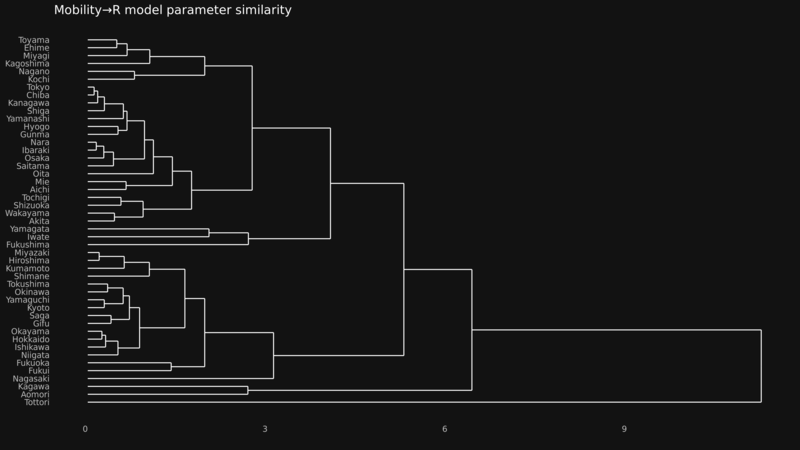 Mobility→R model parameter similarity
Toyama
Ehime
Miyagi
Kagoshima
Nagano
Kochi
Tokyo
Chiba
Kanagawa
Shiga
Yamanashi
Hyogo
Gunma
Nara
Ibaraki
Osaka
Saitama
Oita
Mie
Aichi
Tochigi
Shizuoka
Wakayama
Akita
Yamagata
Iwate
Fukushima
Miyazaki
Hiroshima
Kumamoto
Shimane
Tokushima
Okinawa
Yamaguchi
Kyoto
Saga
Gifu
Okayama
Hokkaido
Ishikawa
Niigata
Fukuoka
Fukui
Nagasaki
Kagawa
Aomori
Tottori
0 3 6 9